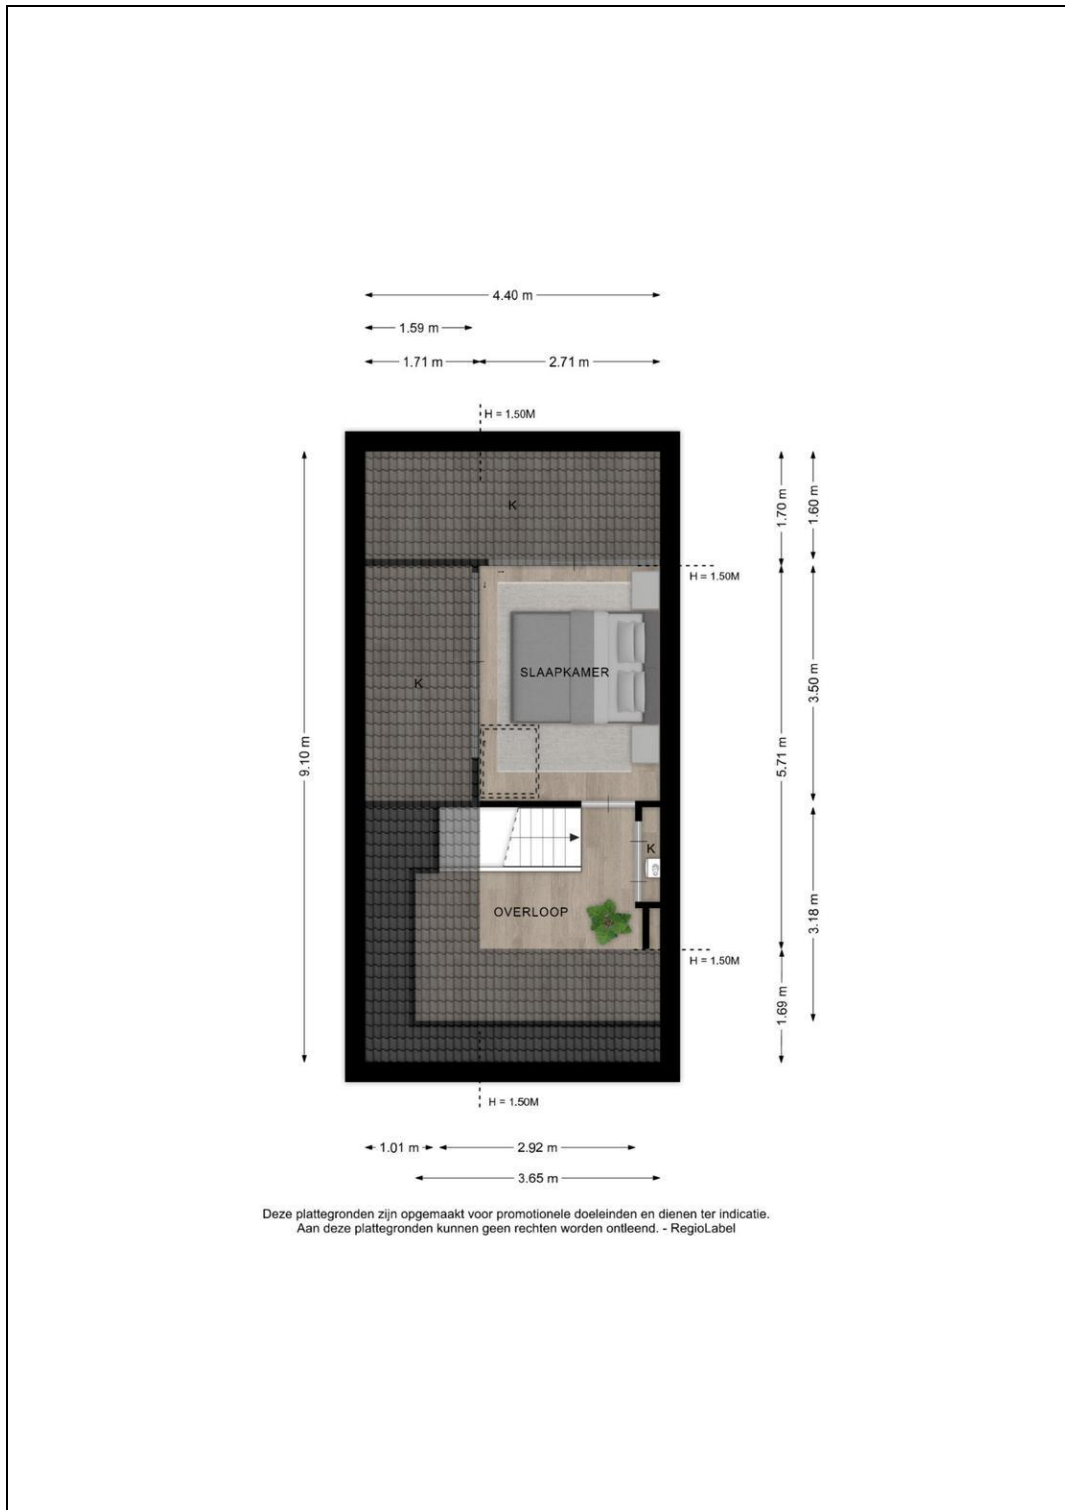 4.40 m
1.59 m
1.71 m
2.71 m
H = 1.50M
K
1.70 m
1.60 m
H = 1.50M
SLAAPKAMER
K
3.50 m
9.10 m
5.71 m
K
OVERLOOP
3.18 m
H = 1.50M
1.69 m
H = 1.50M
1.01 m
2.92 m
3.65 m
Deze plattegronden zijn opgemaakt voor promotionele doeleinden en dienen ter indicatie.
Aan deze plattegronden kunnen geen rechten worden ontleend. - RegioLabel